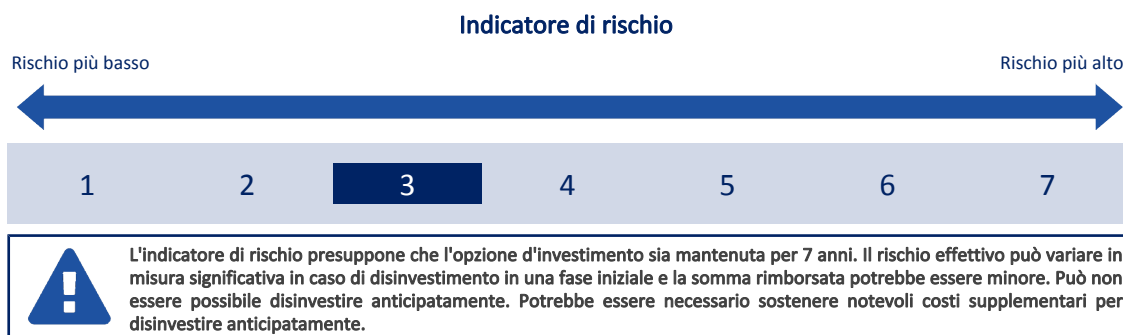 Indicatore di rischio
Rischio più basso
Rischio più alto
1 2 3 4 5 6 7
L'indicatore di rischio presuppone che l'opzione d'investimento sia mantenuta per 7 anni. Il rischio effettivo può variare in
misura significativa in caso di disinvestimento in una fase iniziale e la somma rimborsata potrebbe essere minore. Può non
essere possibile disinvestire anticipatamente. Potrebbe essere necessario sostenere notevoli costi supplementari per
disinvestire anticipatamente.